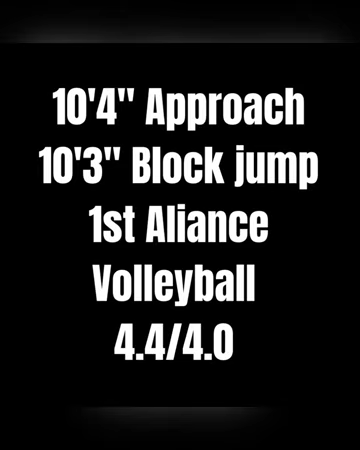 10'4" Approach
10'3" Block jump
1st Aliance
Volleyball
4.4/4.0